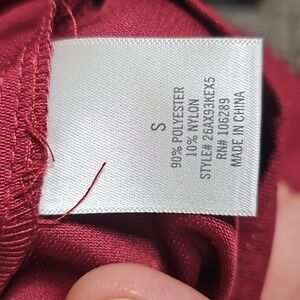 S
90% POLYESTER
10% NYLON
STYLE# 26AX93KEX5
RN# 106289
MADE IN CHINA